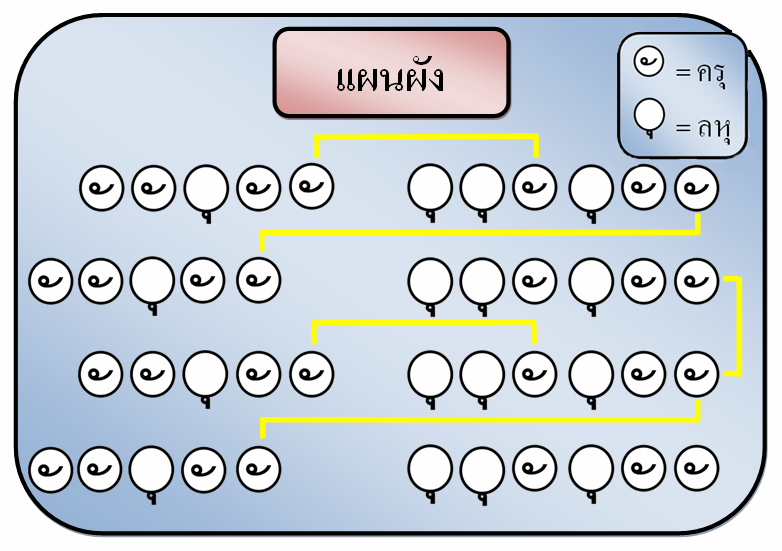 แผนผัง
= ครุ
= ลหุ